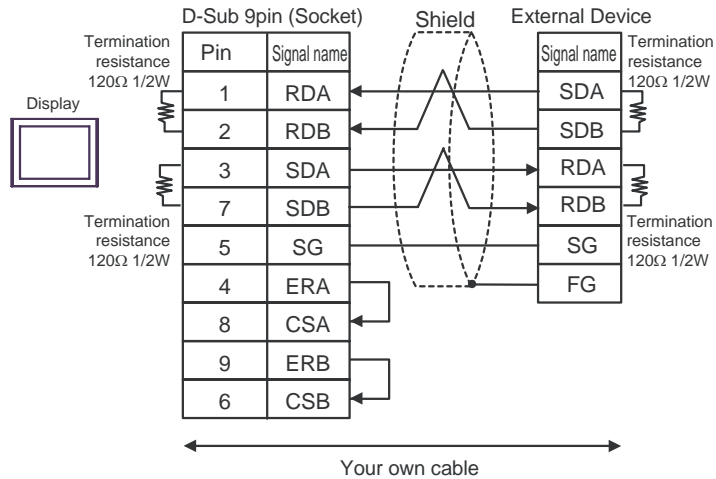 D-Sub 9pin (Socket)
Shield
External Device
Termination
resistance
120Ω 1/2W
Display
Pin Signal name
1 RDA
2 RDB
3 SDA
7 SDB
5 SG
4 ERA
8 CSA
9 ERB
6 CSB
Termination
resistance
120Ω 1/2W
Signal name
SDA
SDB
RDA
RDB
SG
FG
Termination
resistance
120Ω 1/2W
Termination
resistance
120Ω 1/2W
Your own cable